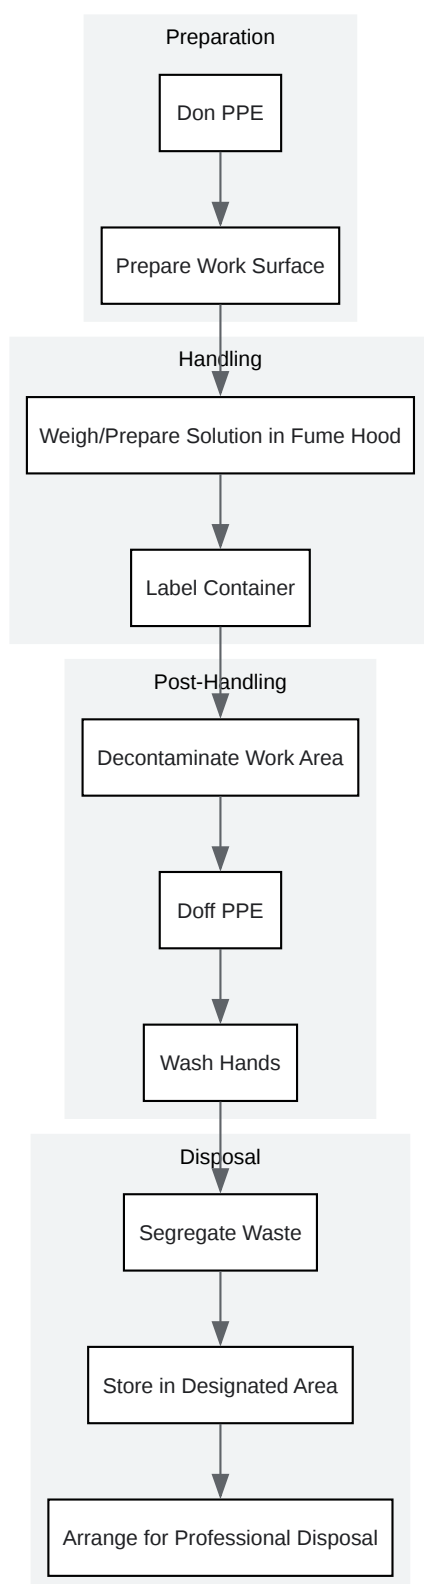 Preparation
Don PPE
Prepare Work Surface
Handling
Weigh/Prepare Solution in Fume Hood
Label Container
Post-Handling
Decontaminate Work Area
Doff PPE
Wash Hands
Disposal
Segregate Waste
Store in Designated Area
Arrange for Professional Disposal